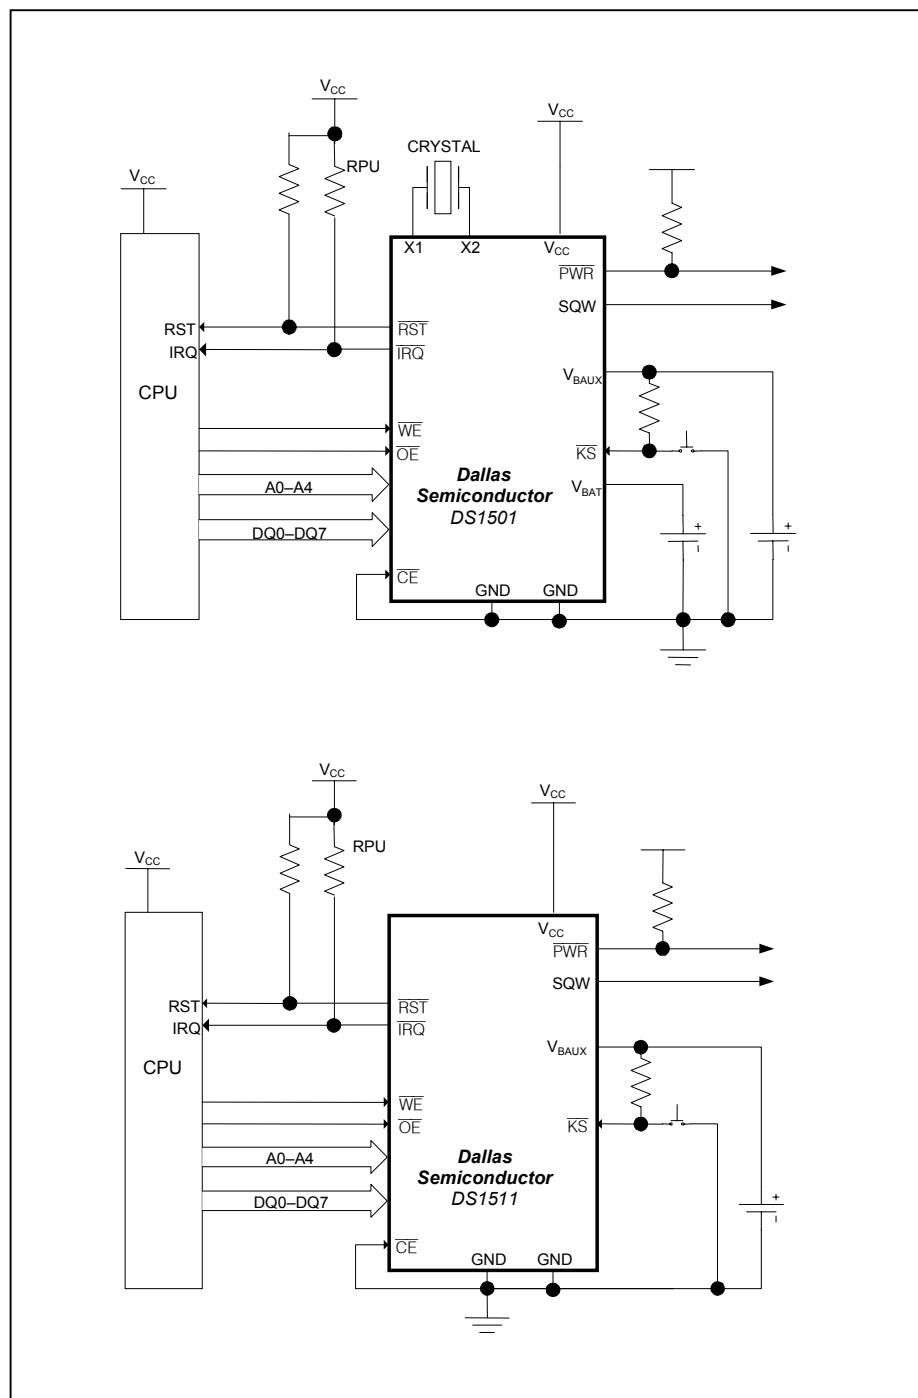 VCC
VCC
CRYSTAL
RPU
VCC
X1 X2 VCC
PWR
SQW
RST RST
IRQ IRQ
VBAUX
CPU
WE
OE KS
A0–A4
Dallas
Semiconductor
DS1501
VBAT
DQ0–DQ7
+ +
– –
CE
GND GND
VCC
VCC
RPU
VCC
VCC
PWR
SQW
RST RST
IRQ IRQ
VBAUX
CPU
WE
OE KS
A0–A4
Dallas
Semiconductor
DS1511
DQ0–DQ7
+
–
CE
GND GND